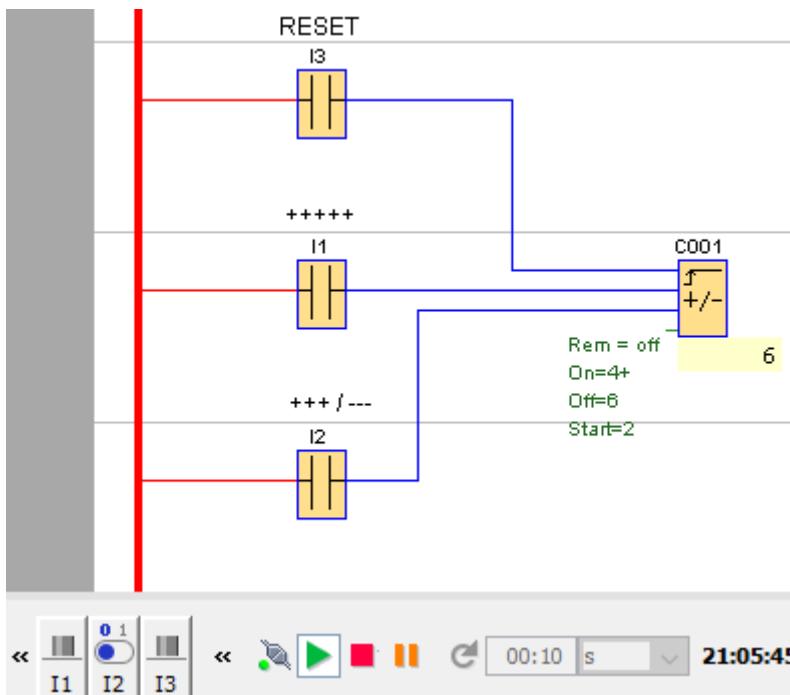 RESET
I3
+++++
I1
C001
+/-
Rem = off
6
On=4+
Off=6
Start=2
+++ / ---
I2
«
0 1
«
00:10
s
21:05:45
I1
I2
I3